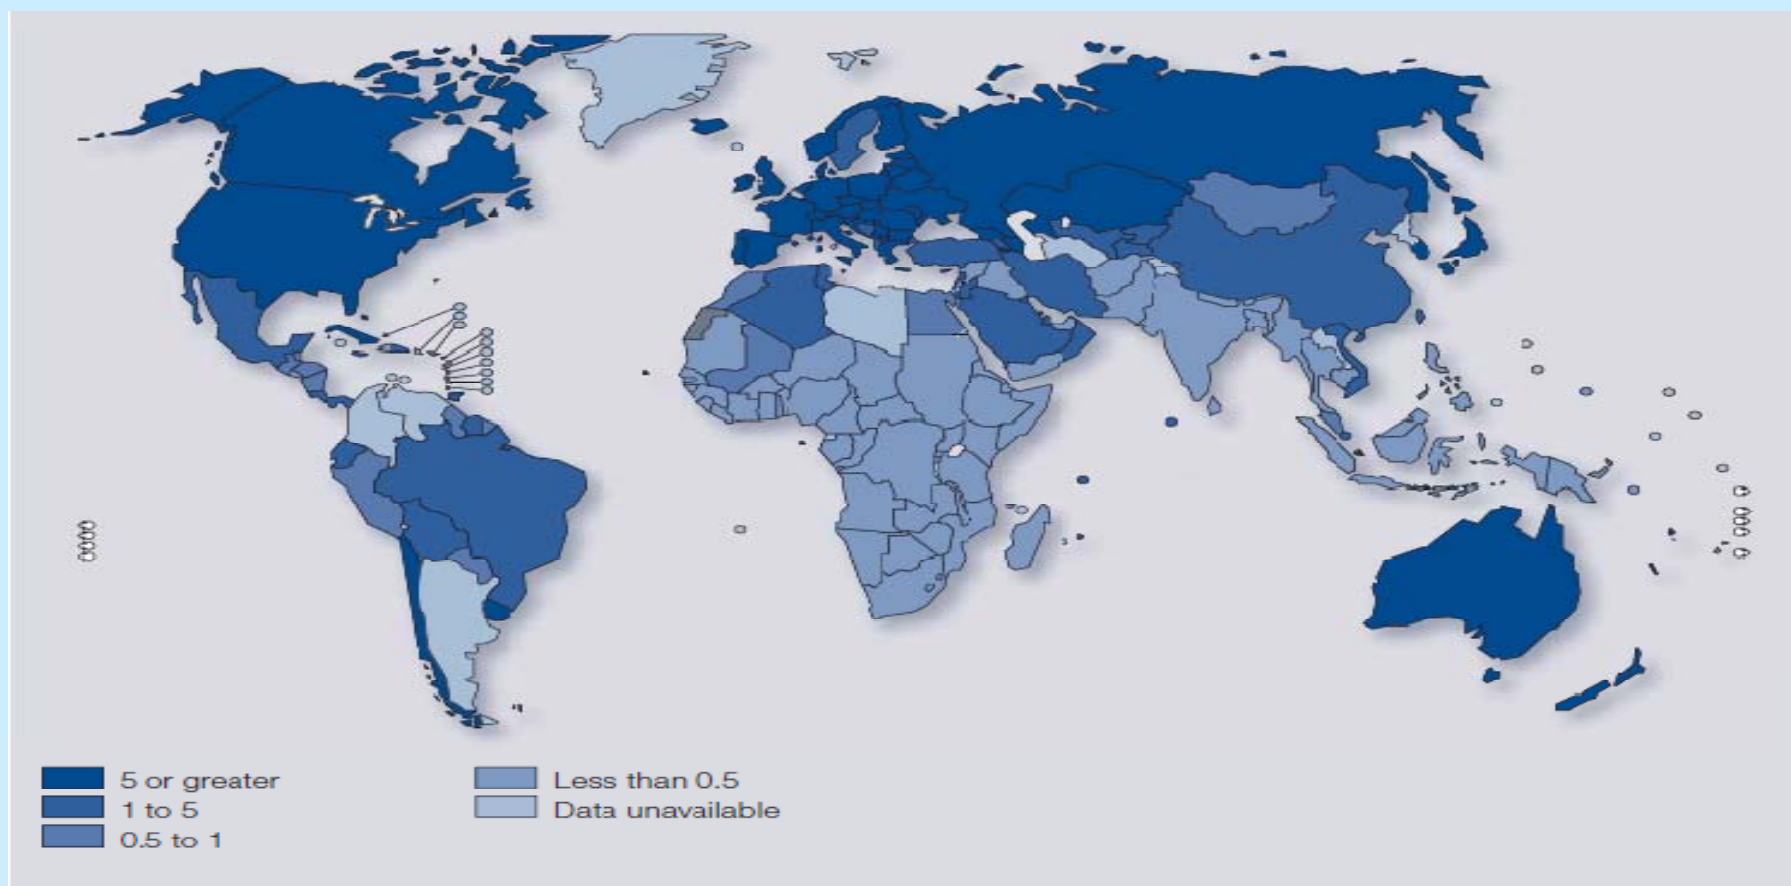 5 or greater
1 to 5
0.5 to 1
Less than 0.5
Data unavailable